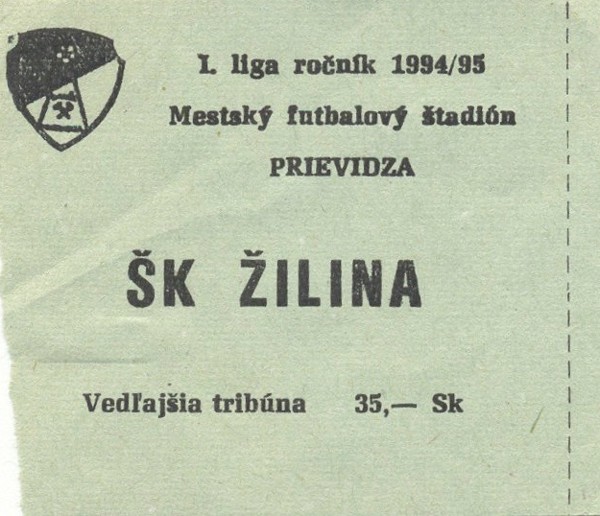 I. liga ročník 1994/95
Mestský futbalový štadión
PRIEVIDZA
ŠK ŽILINA
Vedľajšia tribúna 35,— Sk